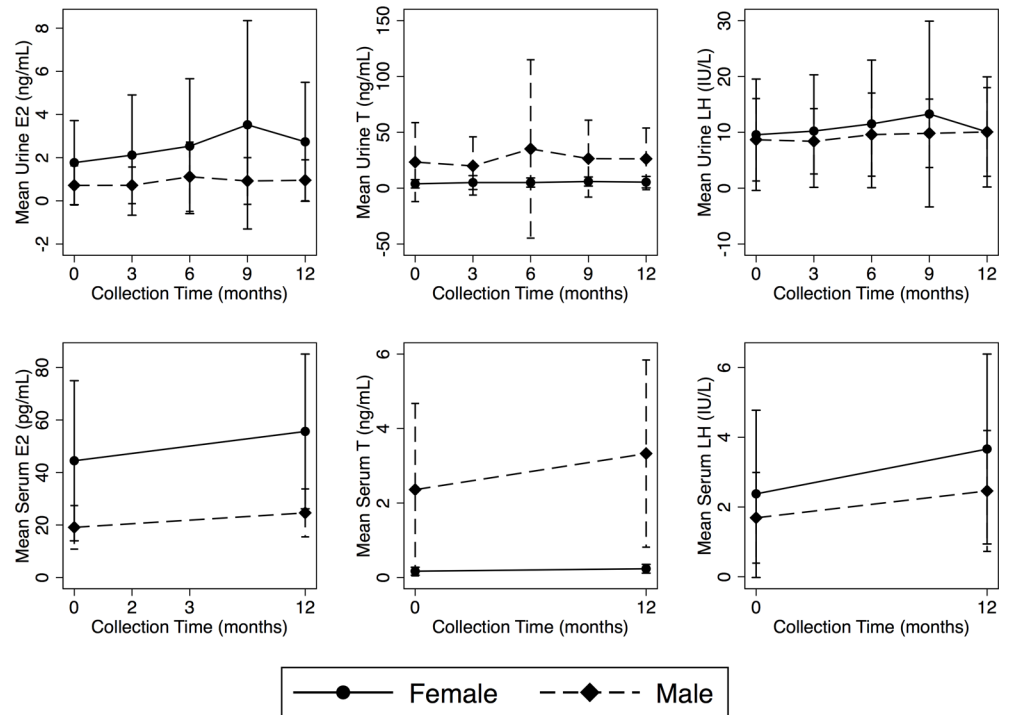 Mean Urine E2 (ng/mL)
8
6
4
2
0
-2
0 3 6 9 12
Collection Time (months)
Mean Urine T (ng/mL)
150
100
50
0
-50
0 3 6 9 12
Collection Time (months)
Mean Urine LH (IU/L)
30
20
10
0
-10
0 3 6 9 12
Collection Time (months)
Mean Serum E2 (pg/mL)
80
60
40
20
0
0 2 3 12
Collection Time (months)
Mean Serum T (ng/mL)
6
4
2
0
0 12
Collection Time (months)
Mean Serum LH (IU/L)
6
4
2
0
0 12
Collection Time (months)
Female Male